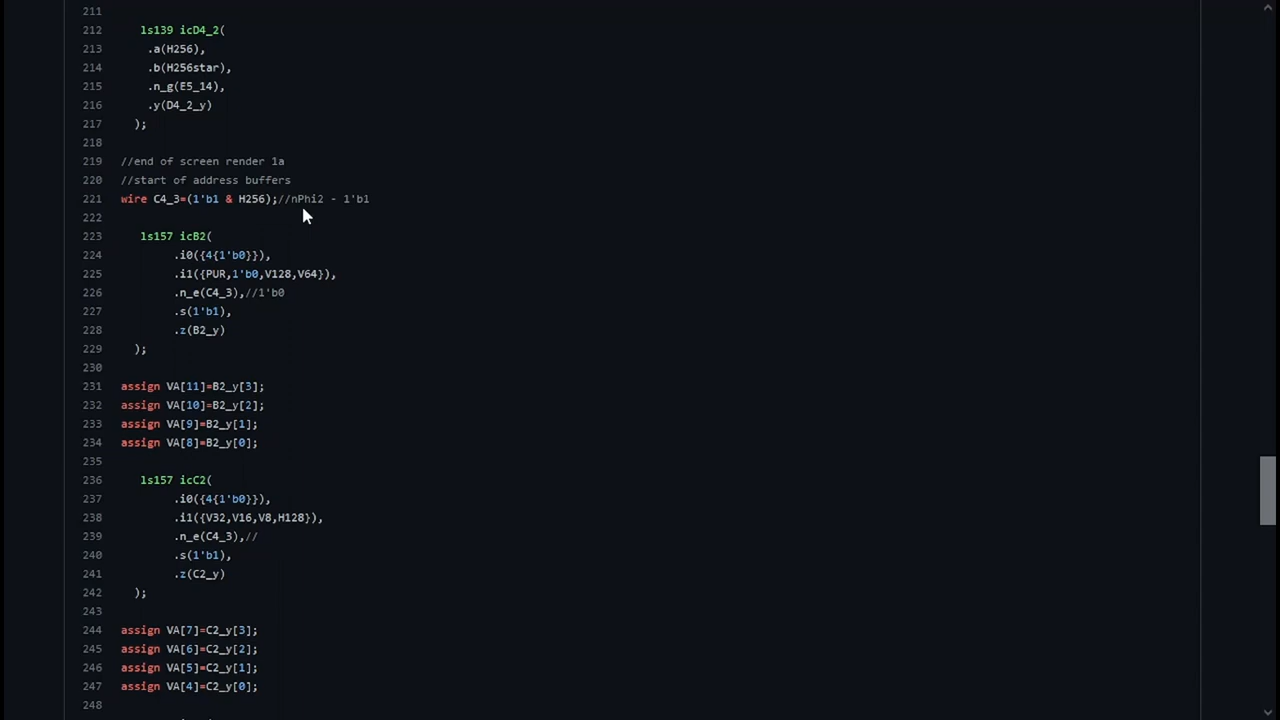 211
212 ls139 icD4_2(
213 .a(H256),
214 .b(H256star),
215 .n_g(E5_14),
216 .y(D4_2_y)
217 );
218
219 //end of screen render 1a
220 //start of address buffers
221 wire C4_3=(1'b1 & H256);//nPhi2 - 1'b1
222
223 ls157 icB2(
224 .i0({4{1'b0}}),
225 .i1({PUR,1'b0,V128,V64}),
226 .n_e(C4_3),//1'b0
227 .s(1'b1),
228 .z(B2_y)
229 );
230
231 assign VA[11]=B2_y[3];
232 assign VA[10]=B2_y[2];
233 assign VA[9]=B2_y[1];
234 assign VA[8]=B2_y[0];
235
236 ls157 icC2(
237 .i0({4{1'b0}}),
238 .i1({V32,V16,V8,H128}),
239 .n_e(C4_3),//
240 .s(1'b1),
241 .z(C2_y)
242 );
243
244 assign VA[7]=C2_y[3];
245 assign VA[6]=C2_y[2];
246 assign VA[5]=C2_y[1];
247 assign VA[4]=C2_y[0];
248